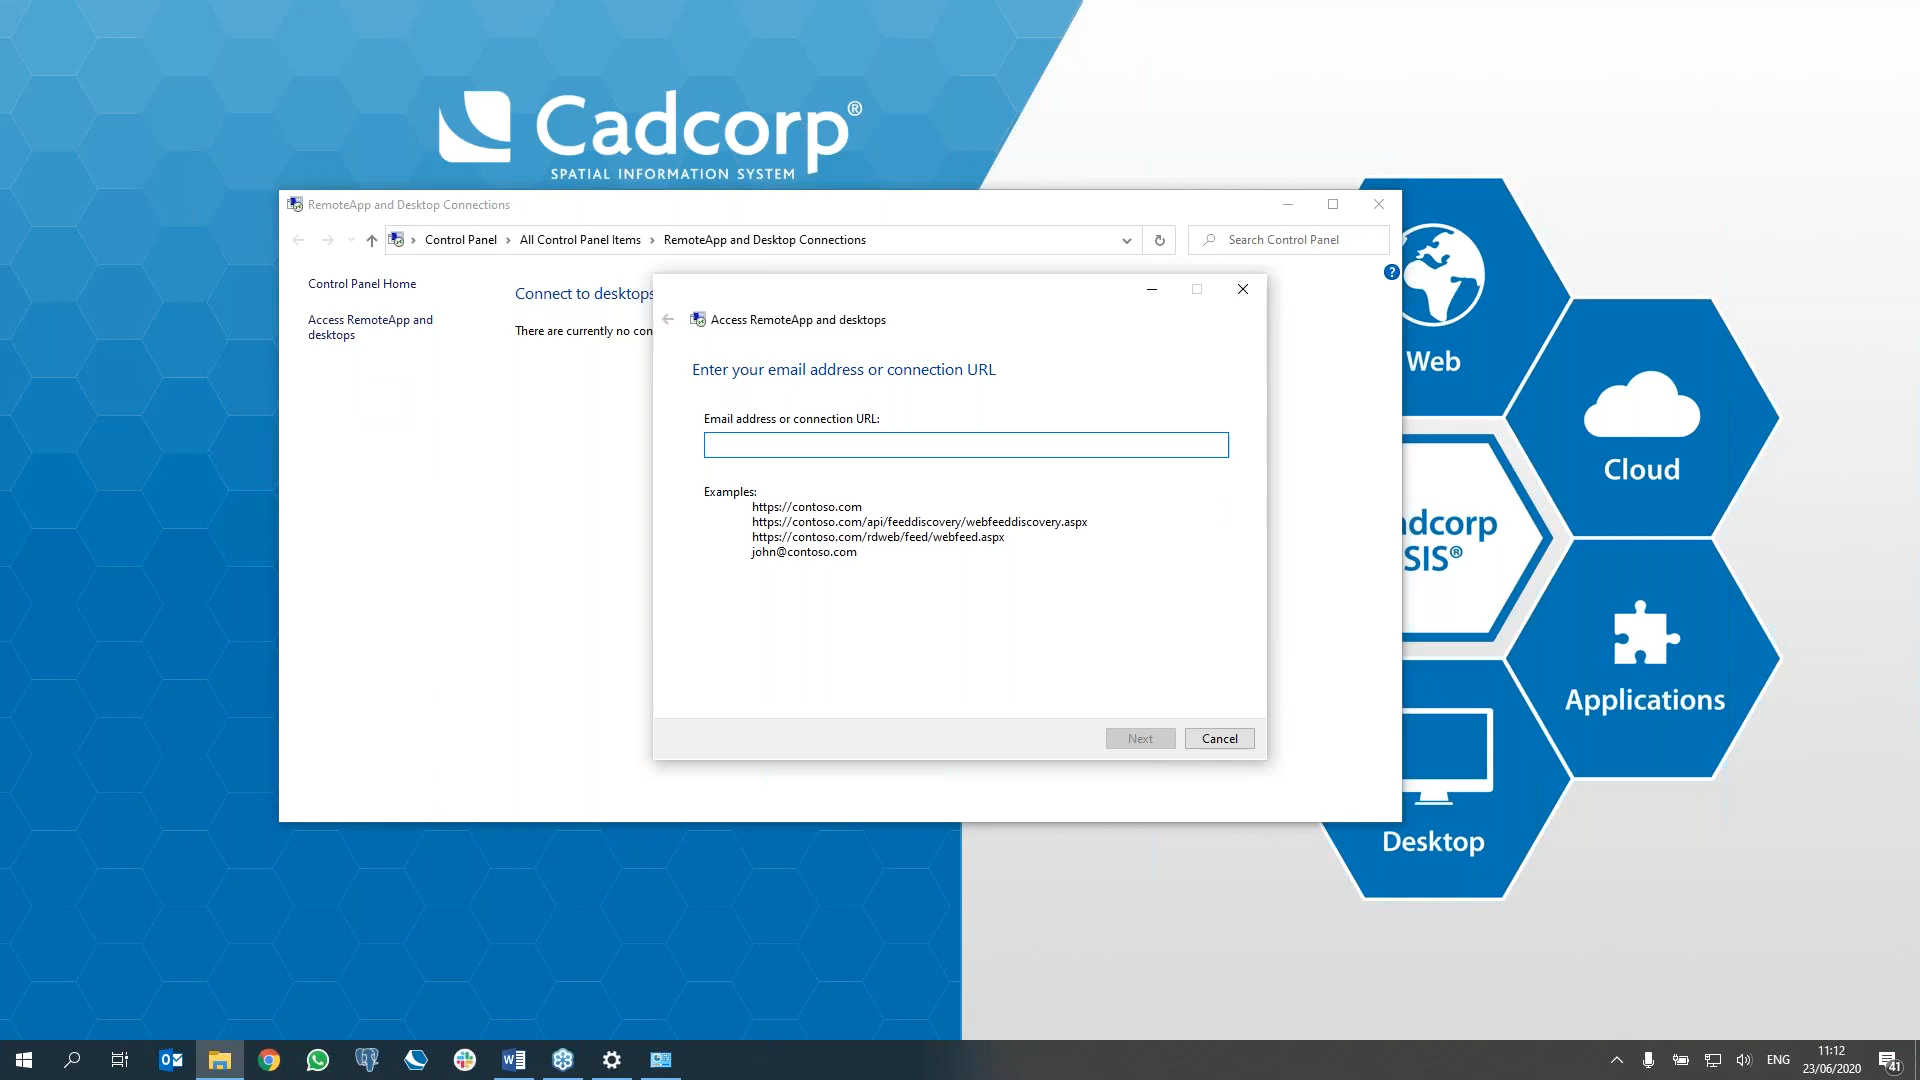 Cadcorp®
SPATIAL INFORMATION SYSTEM
RemoteApp and Desktop Connections
Control Panel > All Control Panel Items > RemoteApp and Desktop Connections
Search Control Panel
?
Control Panel Home
Access RemoteApp and
desktops
Connect to desktops
There are currently no con
Access RemoteApp and desktops
Enter your email address or connection URL
Email address or connection URL:
Examples:
https://contoso.com
https://contoso.com/api/feeddiscovery/webfeeddiscovery.aspx
https://contoso.com/rdweb/feed/webfeed.aspx
john@contoso.com
Next
Cancel
Web
Cloud
dcorp
SIS®
Applications
Desktop
ENG
11:12
23/06/2020
41